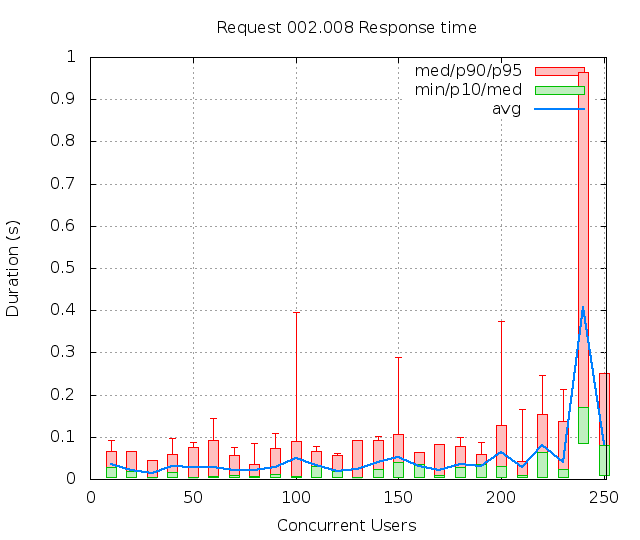 Request 002.008 Response time
med/p90/p95
min/p10/med
avg
1
0.9
0.8
0.7
0.6
0.5
0.4
0.3
0.2
0.1
0
Duration (s)
0 50 100 150 200 250
Concurrent Users